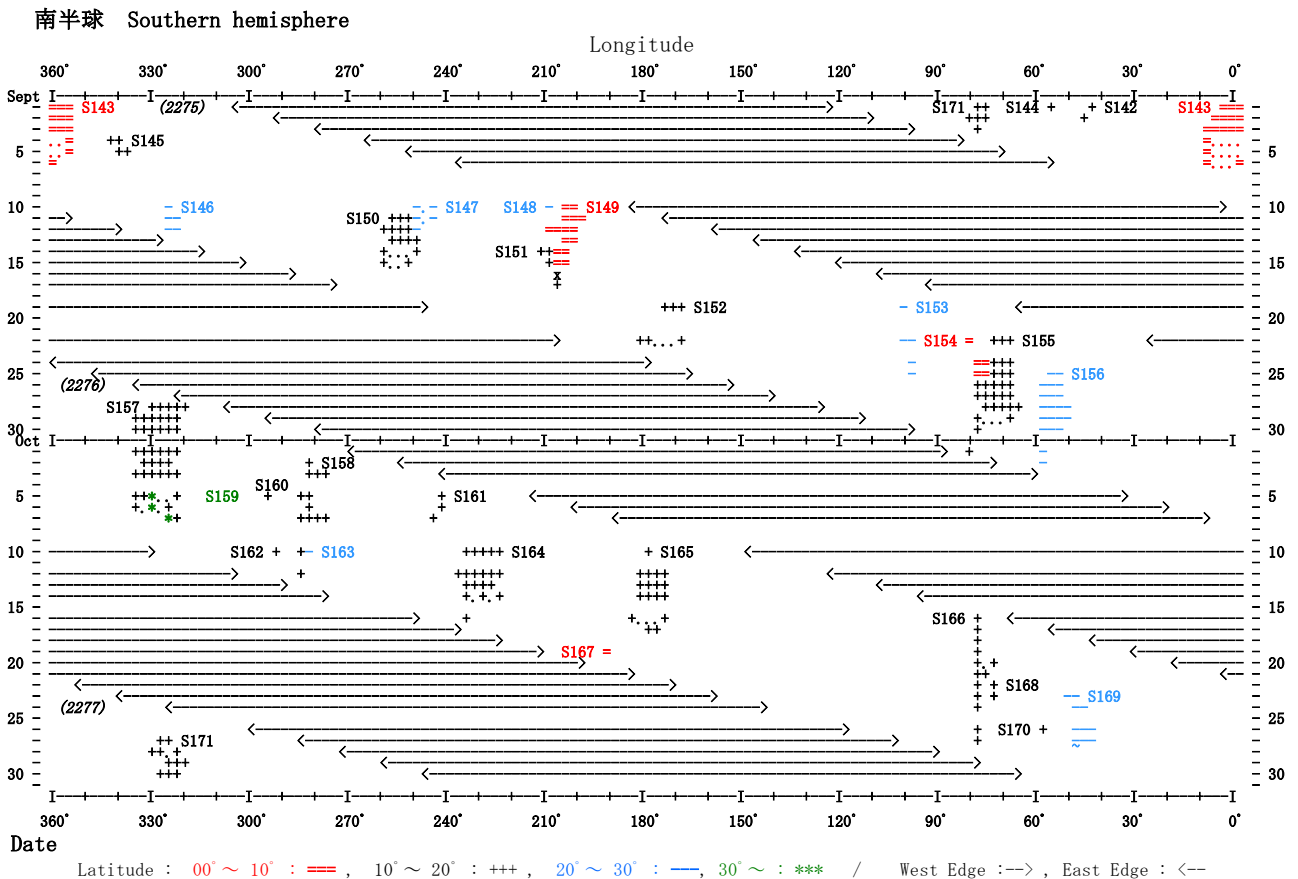 南半球 Southern hemisphere
Longitude
360° 330° 300° 270° 240° 210° 180° 150° 120° 90° 60° 30° 0°
Sept
S143 (2275) S171 S144 S142 S143
S145
5 5
10 S146 S147 S148 S149 10
S150
S151
15 15
S152 S153
20 20
S154 = S155
25 (2276) S156 25
S157
30 30
Oct
S158
S160
5 S159 S161 5
10 S162 S163 S164 S165 10
15 15
S166
S167 =
20 20
S168
(2277) S169
25 25
S170
S171
30 30
360° 330° 300° 270° 240° 210° 180° 150° 120° 90° 60° 30° 0°
Date
Latitude : 00°～ 10° : === , 10°～ 20° : +++ , 20°～ 30° : ---, 30°～ : *** / West Edge :--> , East Edge : <--